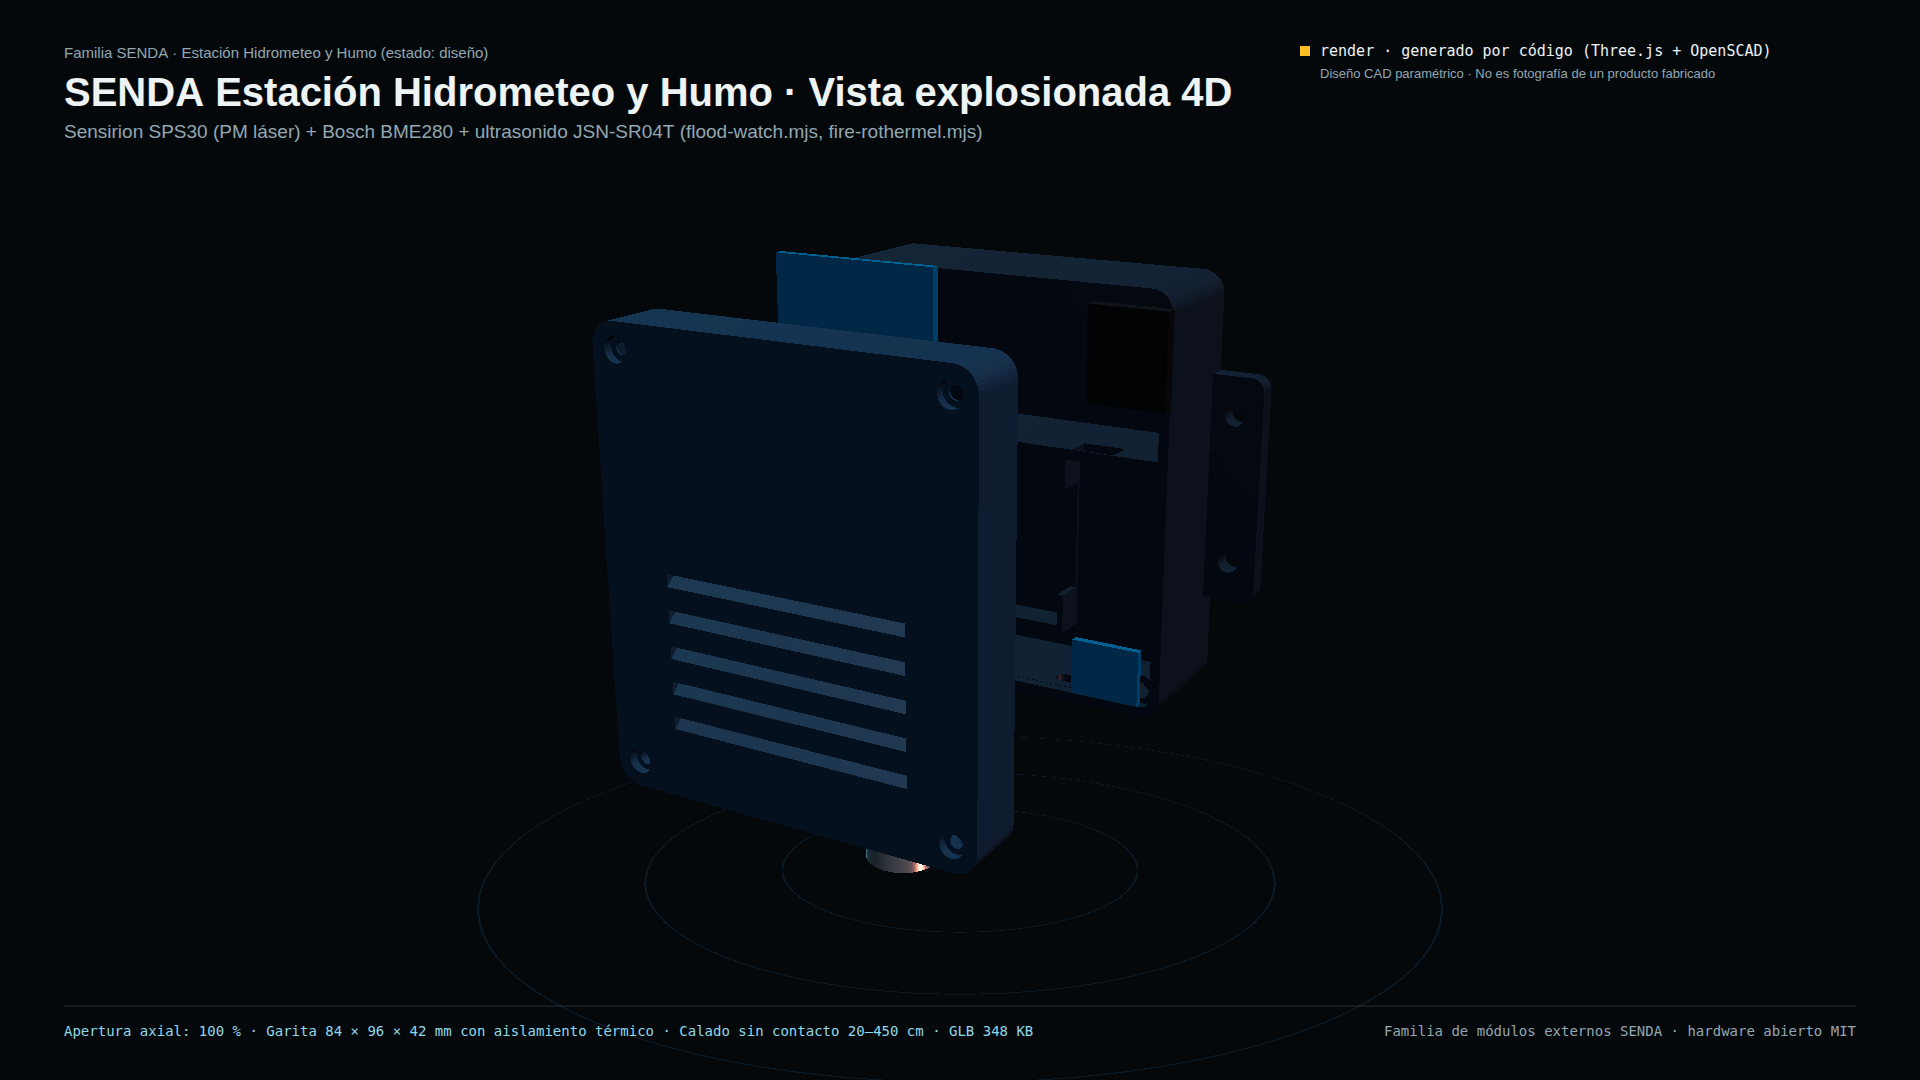 Familia SENDA · Estación Hidrometeo y Humo (estado: diseño)
SENDA Estación Hidrometeo y Humo · Vista explosionada 4D
Sensirion SPS30 (PM láser) + Bosch BME280 + ultrasonido JSN-SR04T (flood-watch.mjs, fire-rothermel.mjs)
render · generado por código (Three.js + OpenSCAD)
Diseño CAD paramétrico · No es fotografía de un producto fabricado
Apertura axial: 100 % · Garita 84 × 96 × 42 mm con aislamiento térmico · Calado sin contacto 20–450 cm · GLB 348 KB
Familia de módulos externos SENDA · hardware abierto MIT